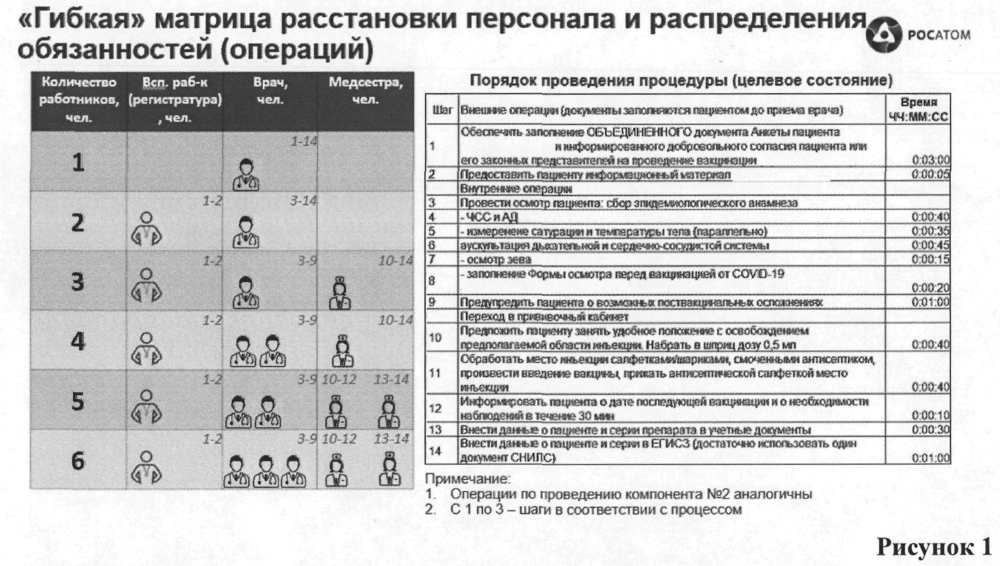 «Гибкая» матрица расстановки персонала и распределения
обязанностей (операций)
РОСАТОМ
Количество
работников,
чел.
Всп. раб-к
(регистратура)
, чел.
Врач,
чел.
Медсестра,
чел.
1
1-14
2
1-2
3-14
3
1-2
3-9
10-14
4
1-2
3-9
10-14
5
1-2
3-9
10-12
13-14
6
1-2
3-9
10-12
13-14
Порядок проведения процедуры (целевое состояние)
Шаг
Внешние операции (документы заполняются пациентом до приема врача)
Время
ЧЧ:ММ:СС
1
Обеспечить заполнение ОБЪЕДИНЕННОГО документа Анкеты пациента
и информированного добровольного согласия пациента или
его законных представителей на проведение вакцинации
0:03:00
2
Предоставить пациенту информационный материал
0:00:05
Внутренние операции
3
Провести осмотр пациента: сбор эпидемиологического анамнеза
4
- ЧСС и АД
0:00:40
5
- измеренеие сатурации и температуры тела (параллельно)
0:00:35
6
аускультация дыхательной и сердечно-сосудистой системы
0:00:45
7
- осмотр зева
0:00:15
8
- заполнение Формы осмотра перед вакцинацией от COVID-19
0:00:20
9
Предупредить пациента о возможных поствакцинальных осложнениях
0:01:00
Переход в прививочный кабинет
10
Предложить пациенту занять удобное положение с освобождением
предполагаемой области инъекции. Набрать в шприц дозу 0,5 мл
0:00:40
11
Обработать место инъекции салфетками/шариками, смоченными антисептиком,
произвести введение вакцины, прижать антисептической салфеткой место
инъекции
0:00:40
12
Информировать пациента о дате последующей вакцинации и о необходимости
наблюдений в течение 30 мин
0:00:10
13
Внести данные о пациенте и серии препарата в учетные документы
0:00:30
14
Внести данные о пациенте и серии в ЕГИСЗ (достаточно использовать один
документ СНИЛС)
0:01:00
Примечание:
1. Операции по проведению компонента №2 аналогичны
2. С 1 по 3 – шаги в соответствии с процессом
Рисунок 1